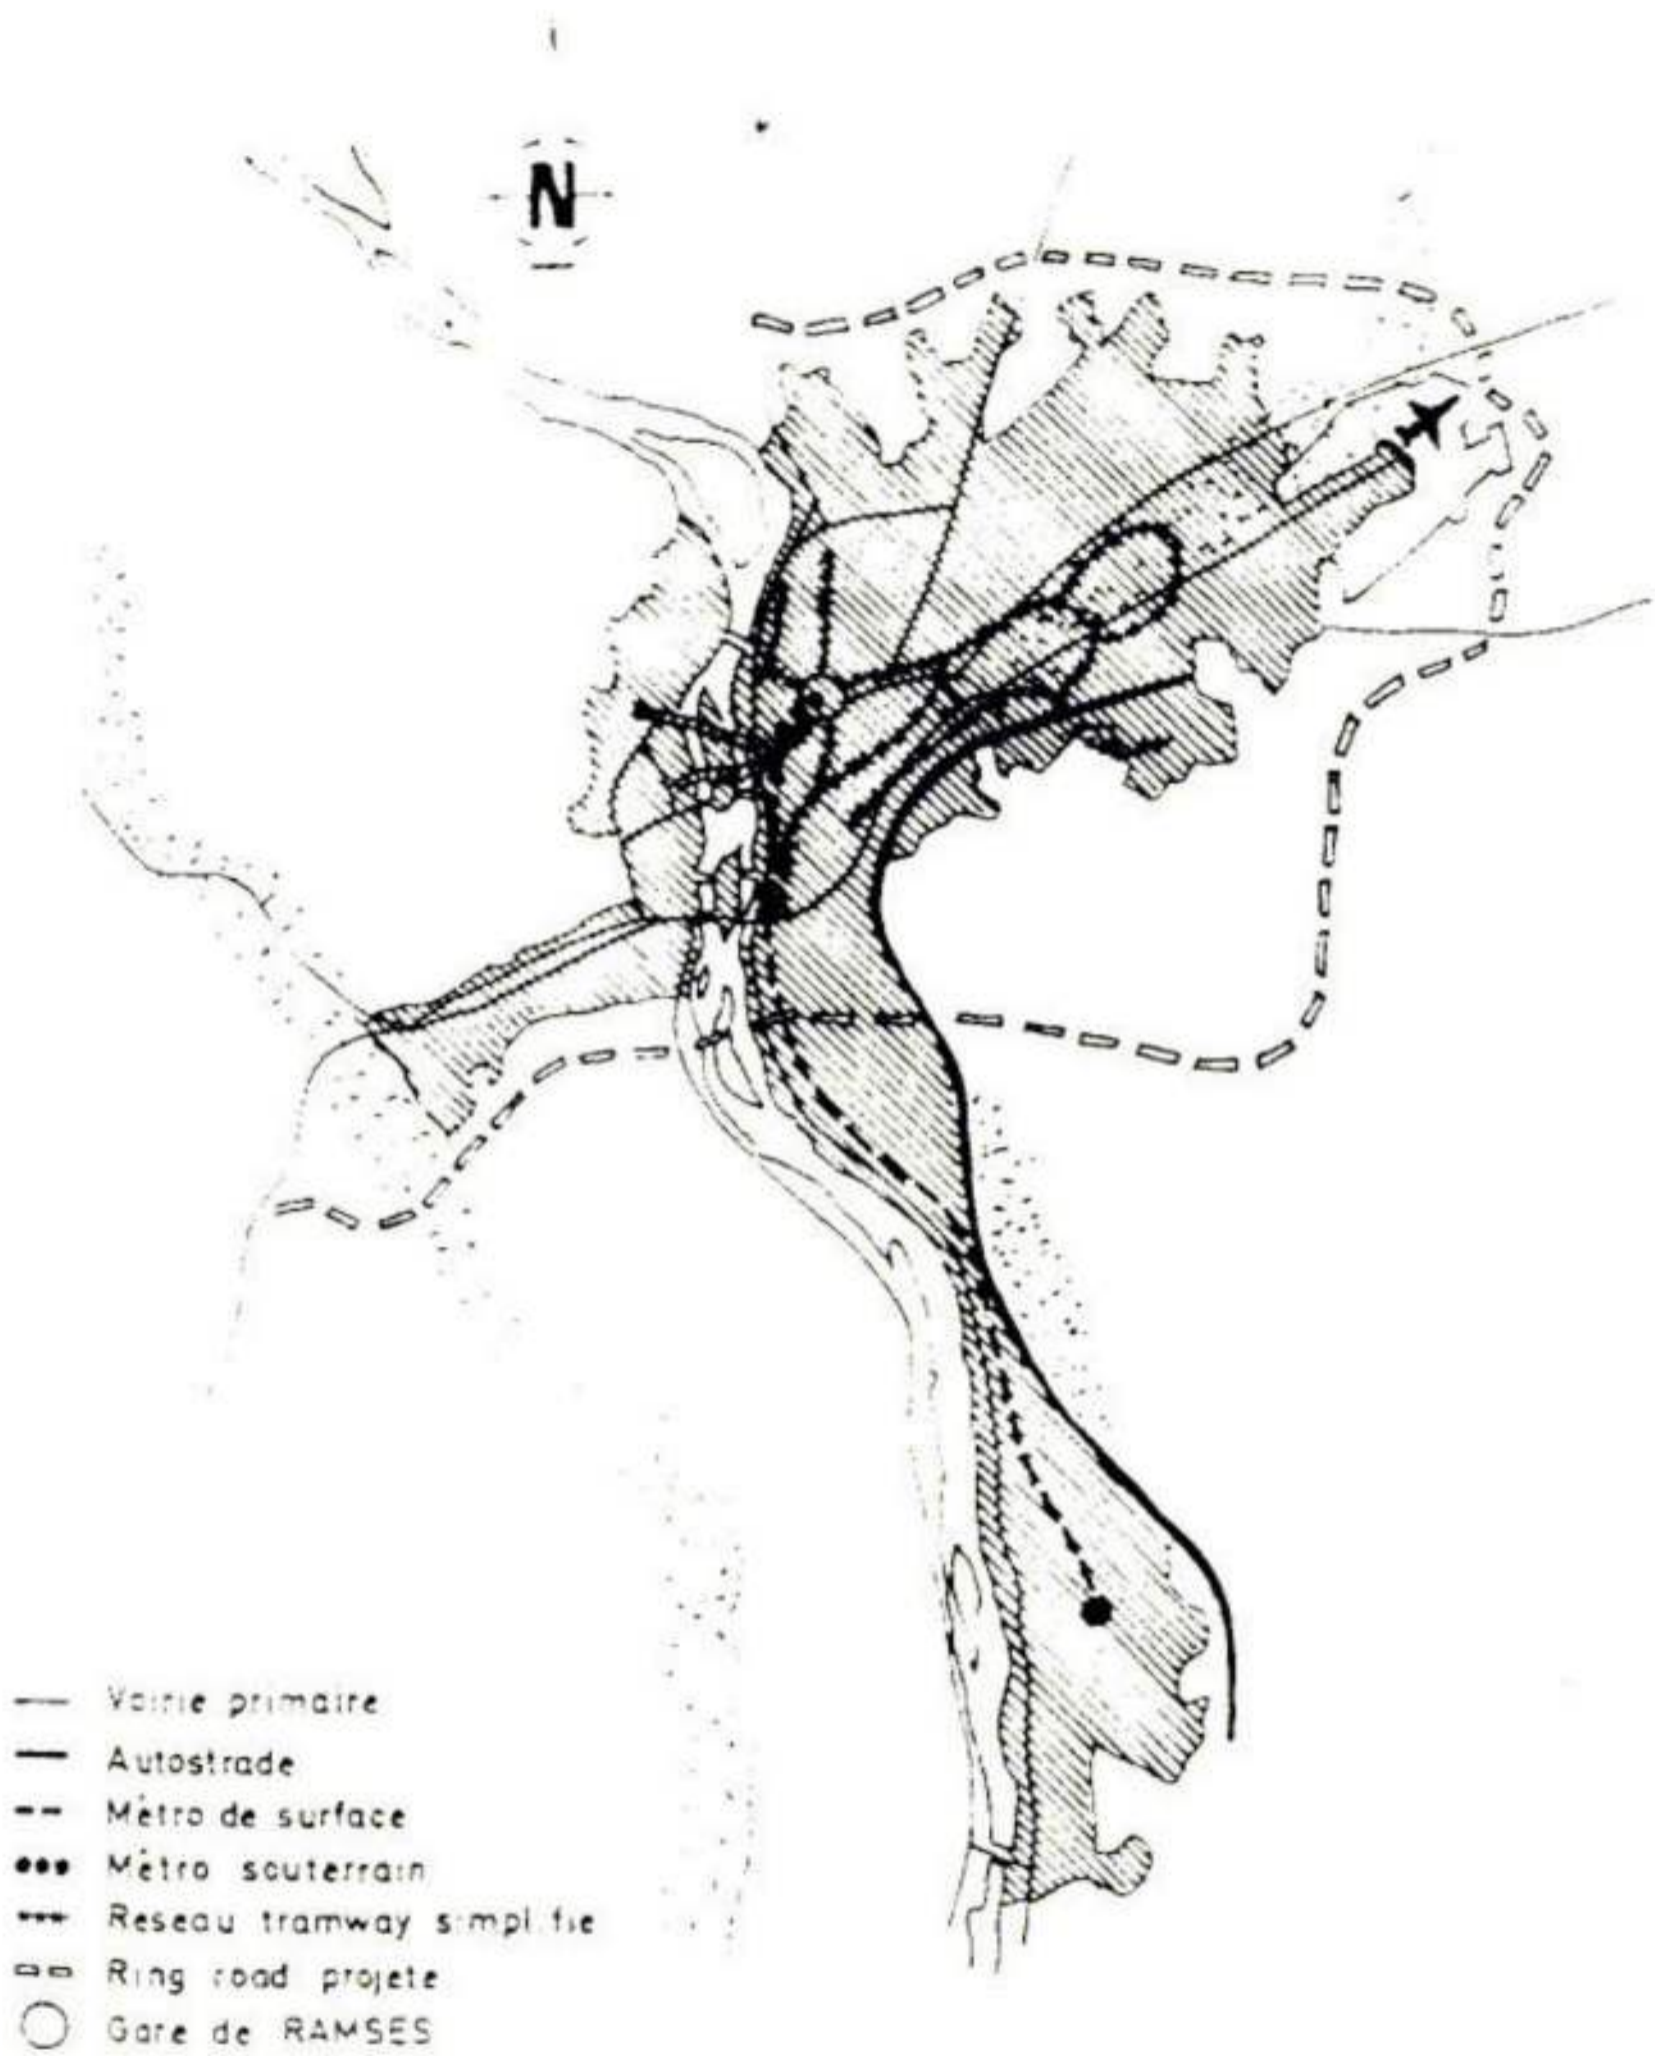 N
Voirie primaire
Autostrade
Mètro de surface
Mètro souterrain
Reseau tramway simplifie
Ring road projete
Gare de RAMSES